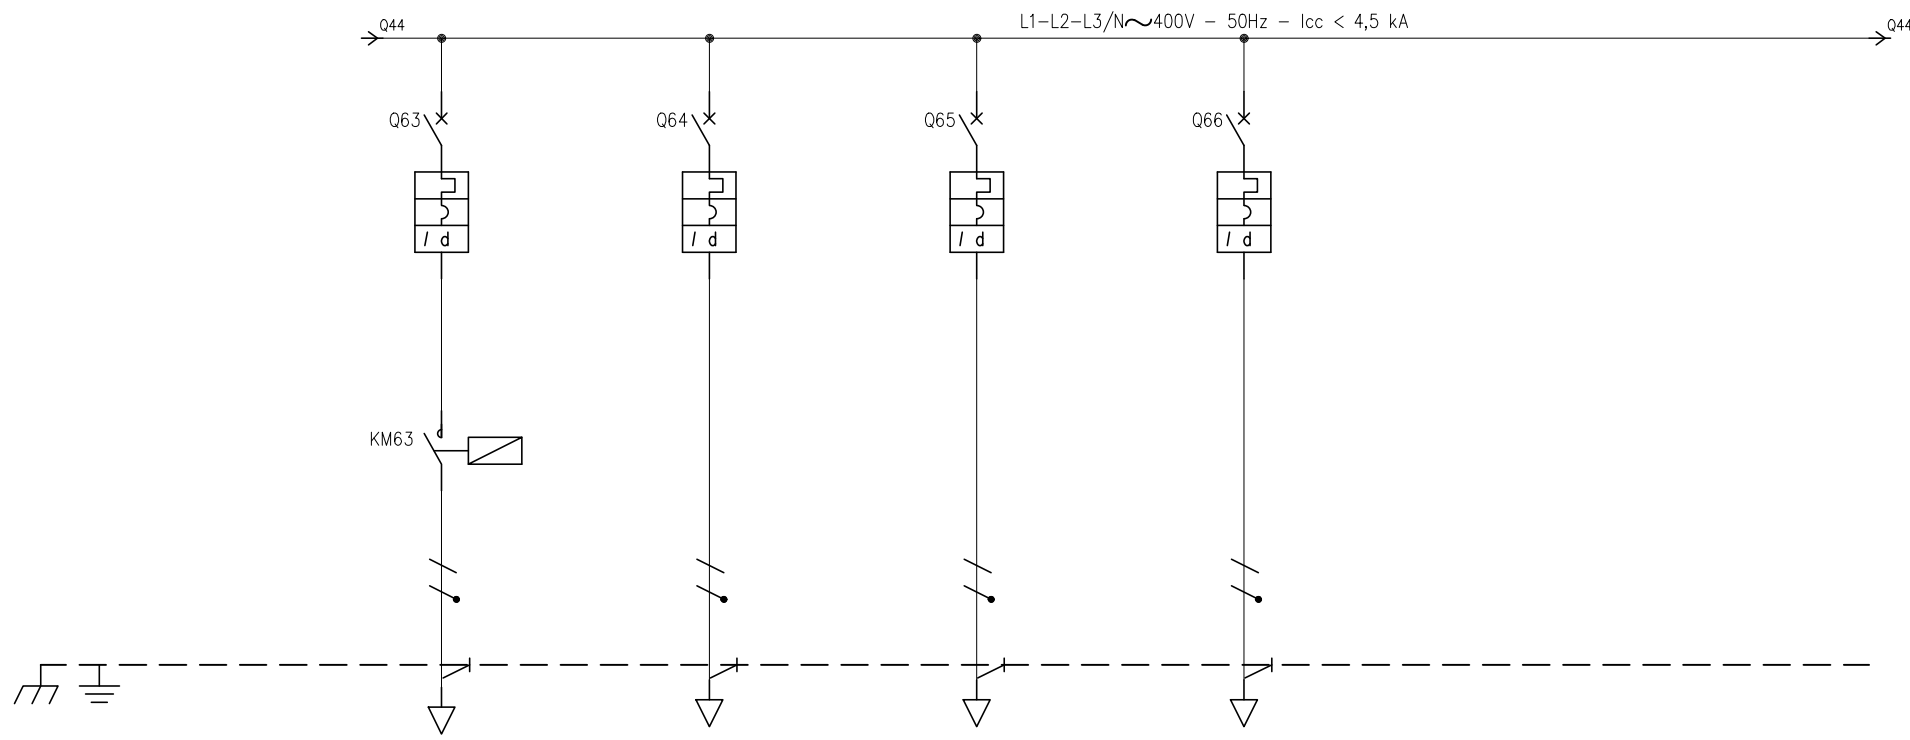 Q44
L1-L2-L3/N~400V - 50Hz - Icc < 4,5 kA
Q44
Q63
Q64
Q65
Q66
I d
I d
I d
I d
KM63